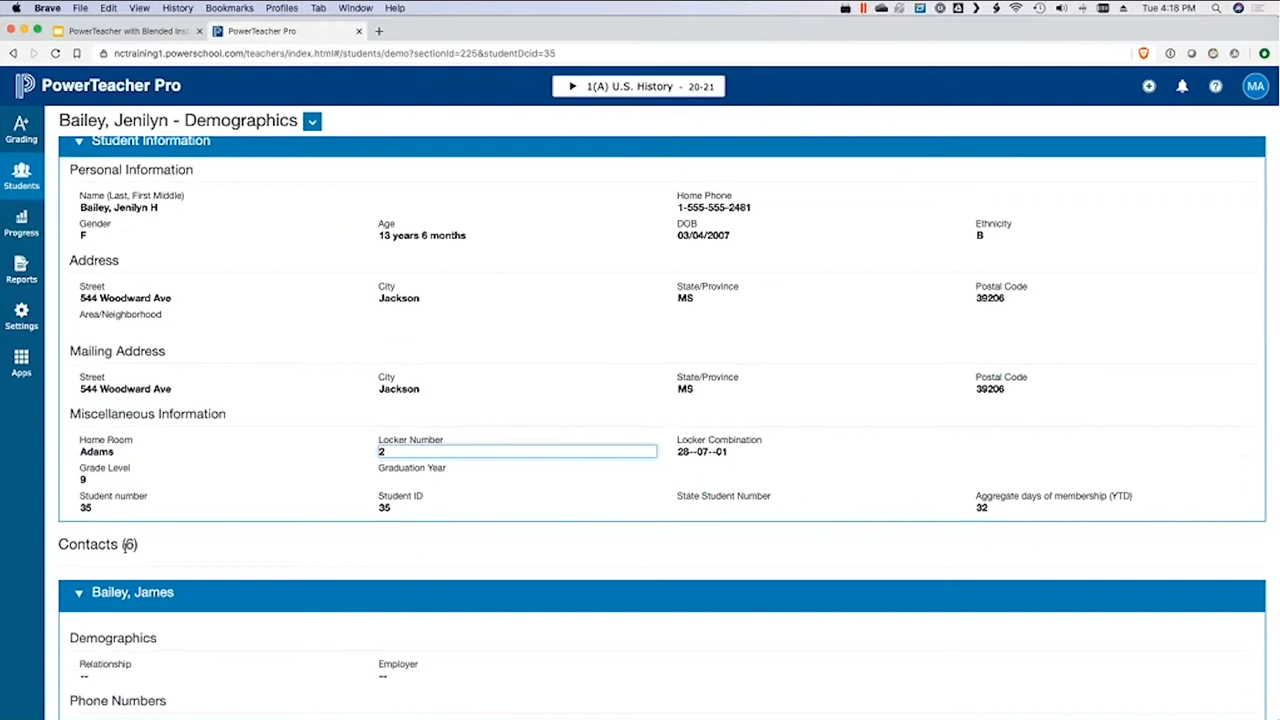 Brave File Edit View History Bookmarks Profiles Tab Window Help Tue 4:18 PM
PowerTeacher with Blended Inst PowerTeacher Pro
nctraining1.powerschool.com/teachers/index.html#/students/demo?sectionId=225&studentDcid=35
PowerTeacher Pro 1(A) U.S. History - 20-21 MA
Grading
Students
Progress
Reports
Settings
Apps
Bailey, Jenilyn - Demographics
Student Information
Personal Information
Name (Last, First Middle) Home Phone
Bailey, Jenilyn H 1-555-555-2481
Gender Age DOB Ethnicity
F 13 years 6 months 03/04/2007 B
Address
Street City State/Province Postal Code
544 Woodward Ave Jackson MS 39206
Area/Neighborhood
Mailing Address
Street City State/Province Postal Code
544 Woodward Ave Jackson MS 39206
Miscellaneous Information
Home Room Locker Number Locker Combination
Adams 2 28--07--01
Grade Level Graduation Year
9
Student number Student ID State Student Number Aggregate days of membership (YTD)
35 35 32
Contacts (6)
Bailey, James
Demographics
Relationship Employer
-- --
Phone Numbers